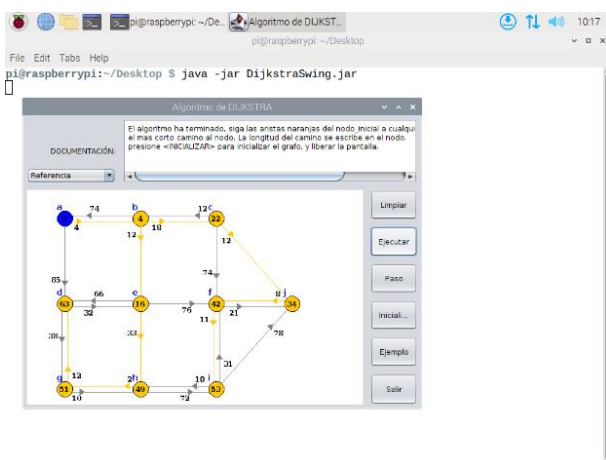 pi@raspberrypi: ~/De... Algoritmo de DIJKST... 10:17
pi@raspberrypi: ~/Desktop
File Edit Tabs Help
pi@raspberrypi:~/Desktop $ java -jar DijkstraSwing.jar
Algoritmo de DIJKSTRA
DOCUMENTACIÓN:
El algoritmo ha terminado, siga las aristas naranjas del nodo_inicial a cualqui
el mas corto camino al nodo. La longitud del camino se escribe en el nodo.
presione <INICIALIZAR> para inicializar el grafo, y liberar la pantalla.
Referencia
Limpiar
Ejecutar
Paso
Iniciali...
Ejemplo
Salir
a 74 b 12 c
4 4 18 22
12 12
85 74
d 66 e f 8 j
63 32 16 76 42 21 34
11
38 33 78
31
g 12 2 h 10 i
51 10 49 72 53